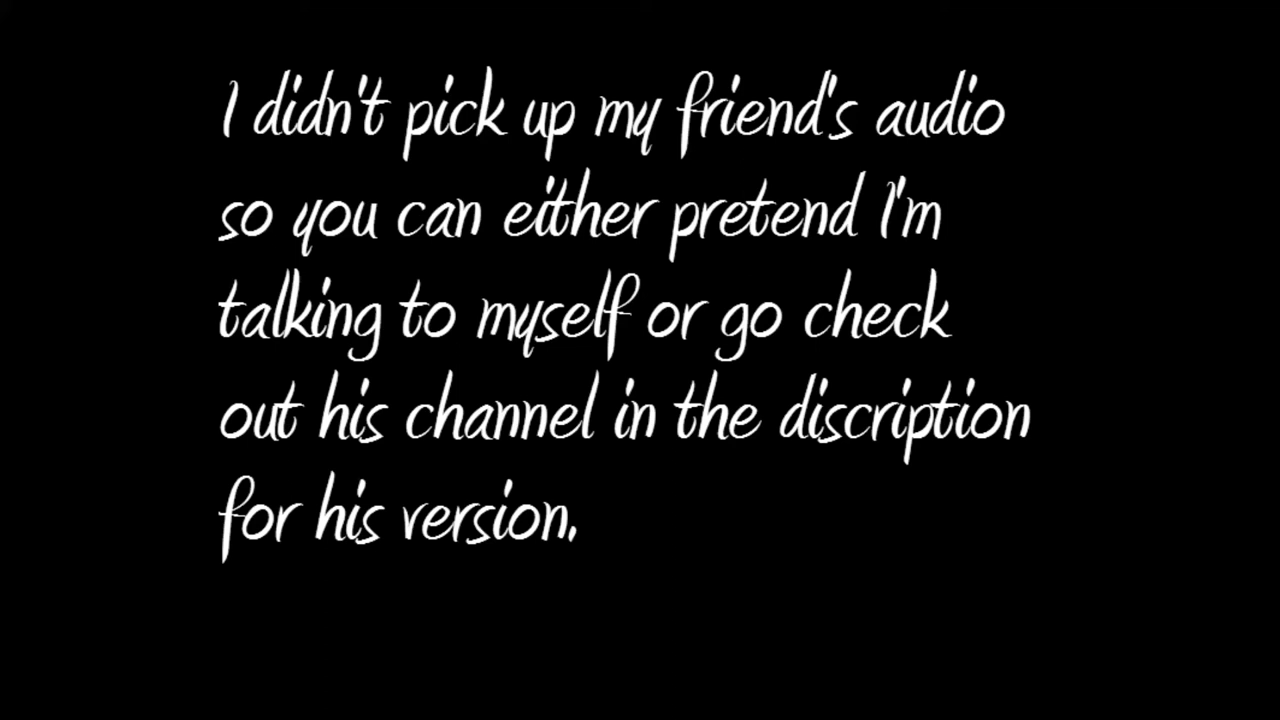 I didn't pick up my friend's audio
so you can either pretend I'm
talking to myself or go check
out his channel in the discription
for his version.